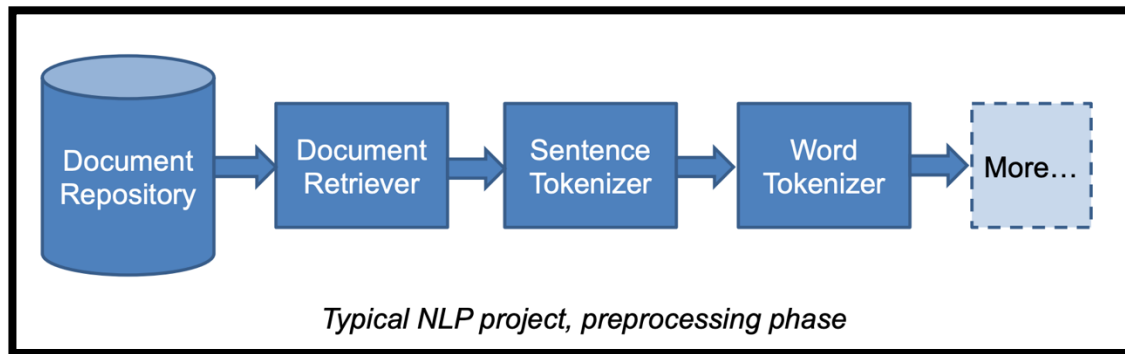 Document
Repository
Document
Retriever
Sentence
Tokenizer
Word
Tokenizer
More…
Typical NLP project, preprocessing phase